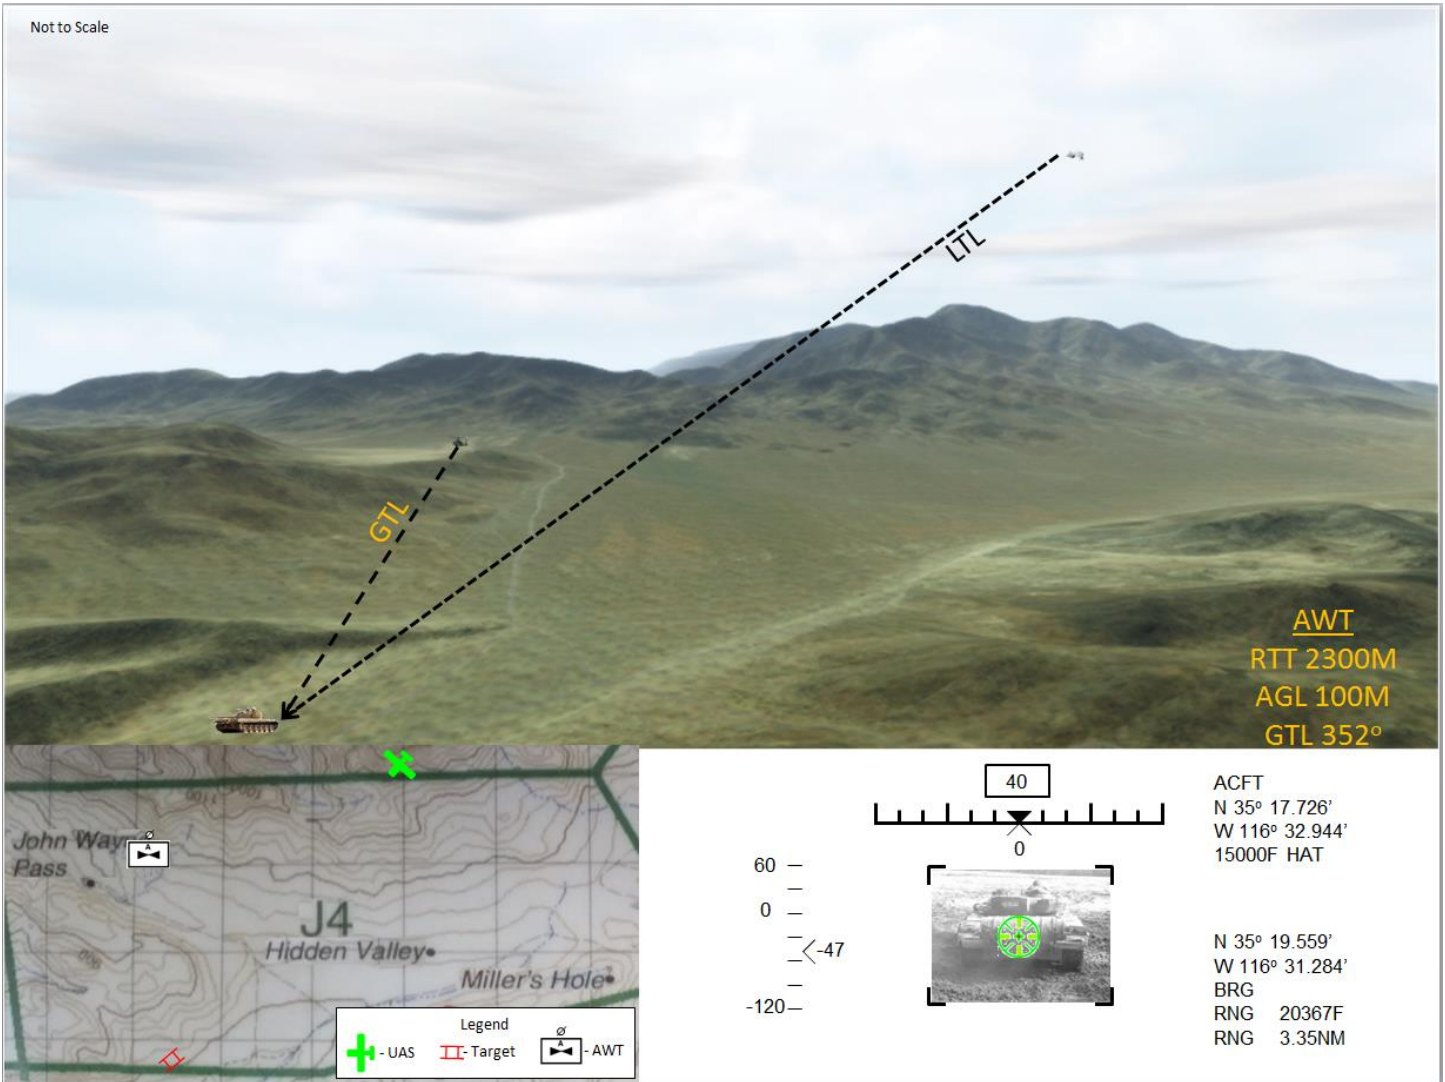 Not to Scale
LTL
GTL
AWT
RTT 2300M
AGL 100M
GTL 352°
John Wayn
Pass
J4
Hidden Valley
Miller's Hole
Legend
- UAS
- Target
A
- AWT
40
0
60
0
-47
-120
ACFT
N 35° 17.726'
W 116° 32.944'
15000F HAT
N 35° 19.559'
W 116° 31.284'
BRG
RNG 20367F
RNG 3.35NM